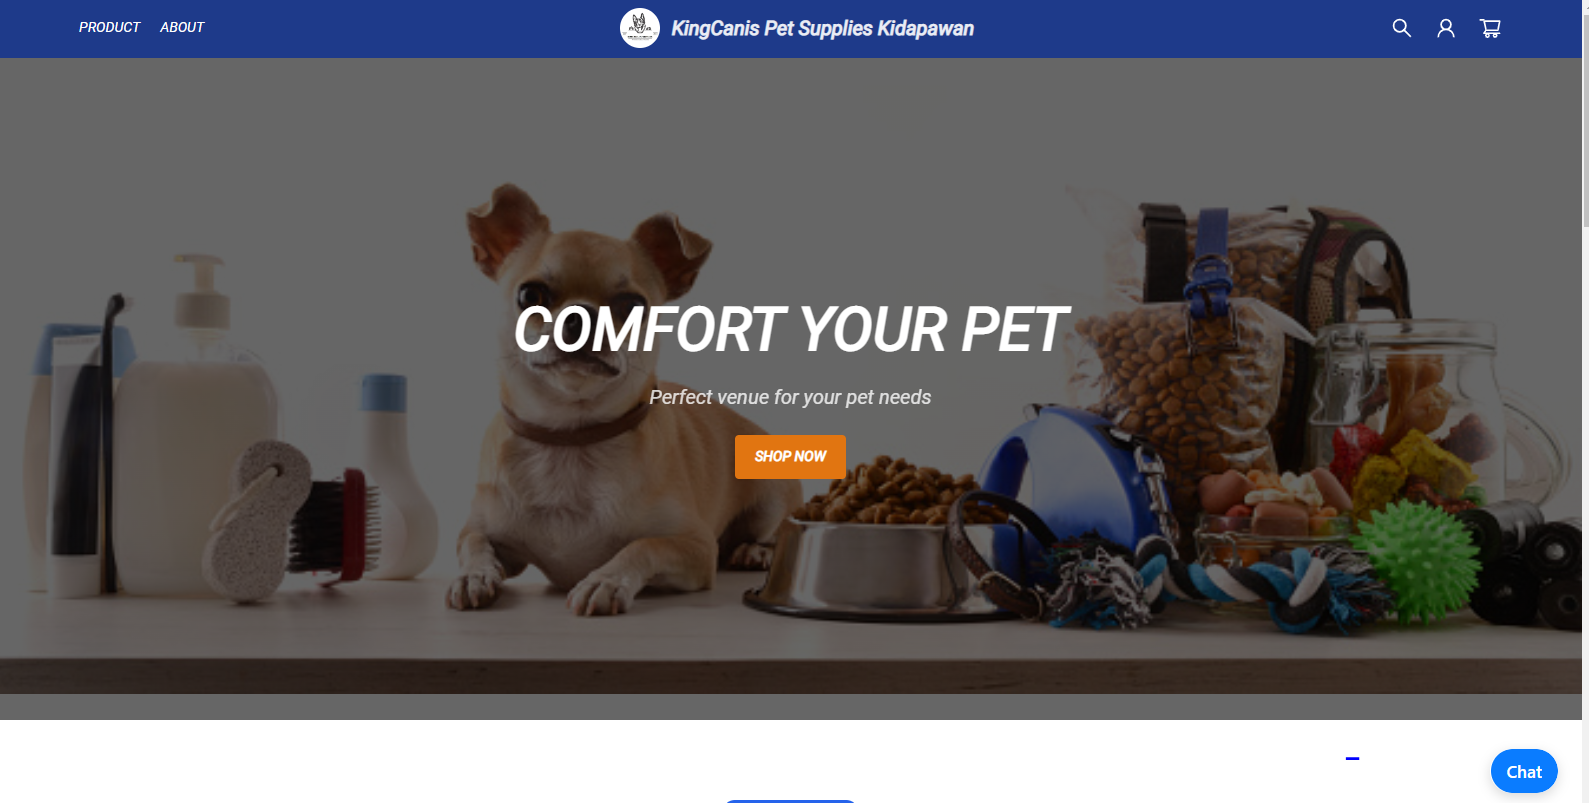 PRODUCT ABOUT
KingCanis Pet Supplies Kidapawan
COMFORT YOUR PET
Perfect venue for your pet needs
SHOP NOW
Chat